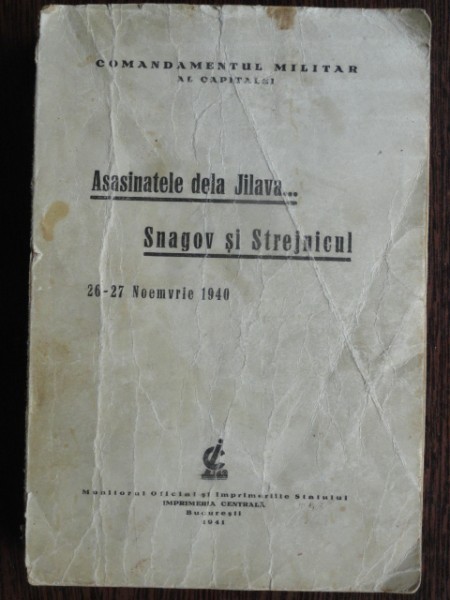 COMANDAMENTUL MILITAR
AL CAPITALEI
Asasinatele dela Jilava...
Snagov și Strejnicul
26-27 Noemvrie 1940
Monitorul Oficial și Imprimeriile Statului
IMPRIMERIA CENTRALĂ
București
1941